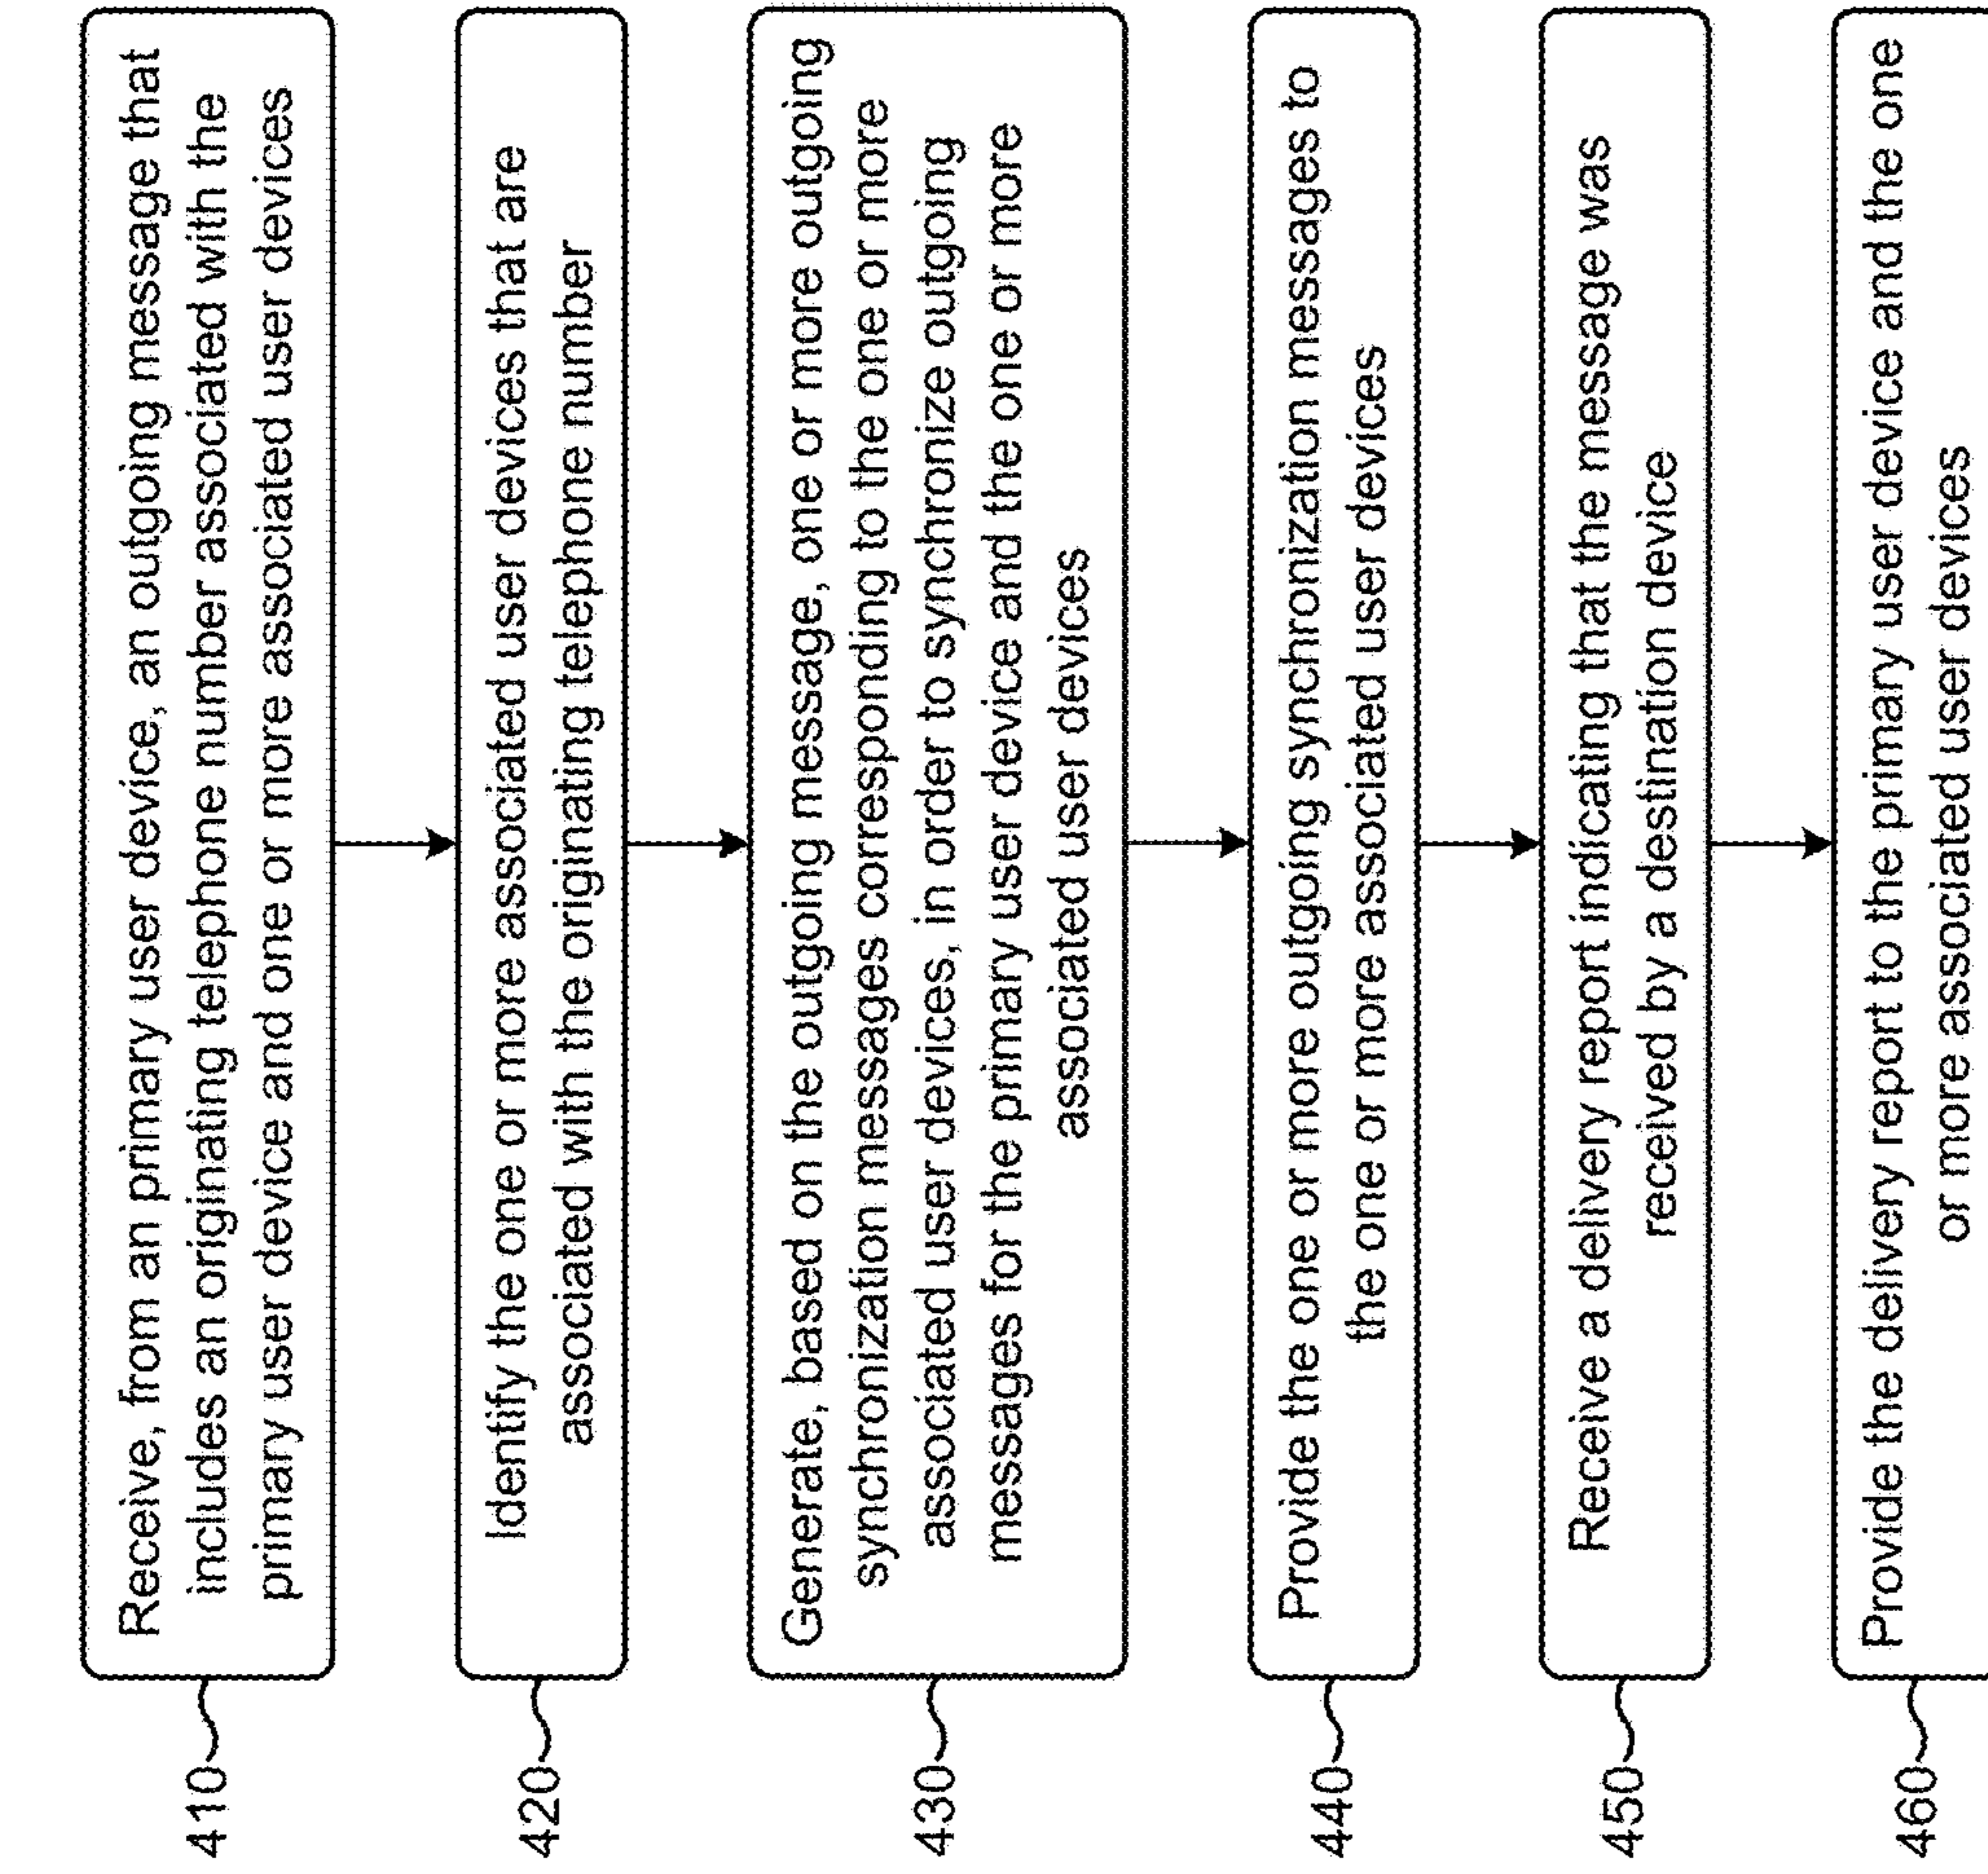 410
Receive, from an primary user device, an outgoing message that
includes an originating telephone number associated with the
primary user device and one or more associated user devices
420
Identify the one or more associated user devices that are
associated with the originating telephone number
430
Generate, based on the outgoing message, one or more outgoing
synchronization messages corresponding to the one or more
associated user devices, in order to synchronize outgoing
messages for the primary user device and the one or more
associated user devices
440
Provide the one or more outgoing synchronization messages to
the one or more associated user devices
450
Receive a delivery report indicating that the message was
received by a destination device
460
Provide the delivery report to the primary user device and the one
or more associated user devices